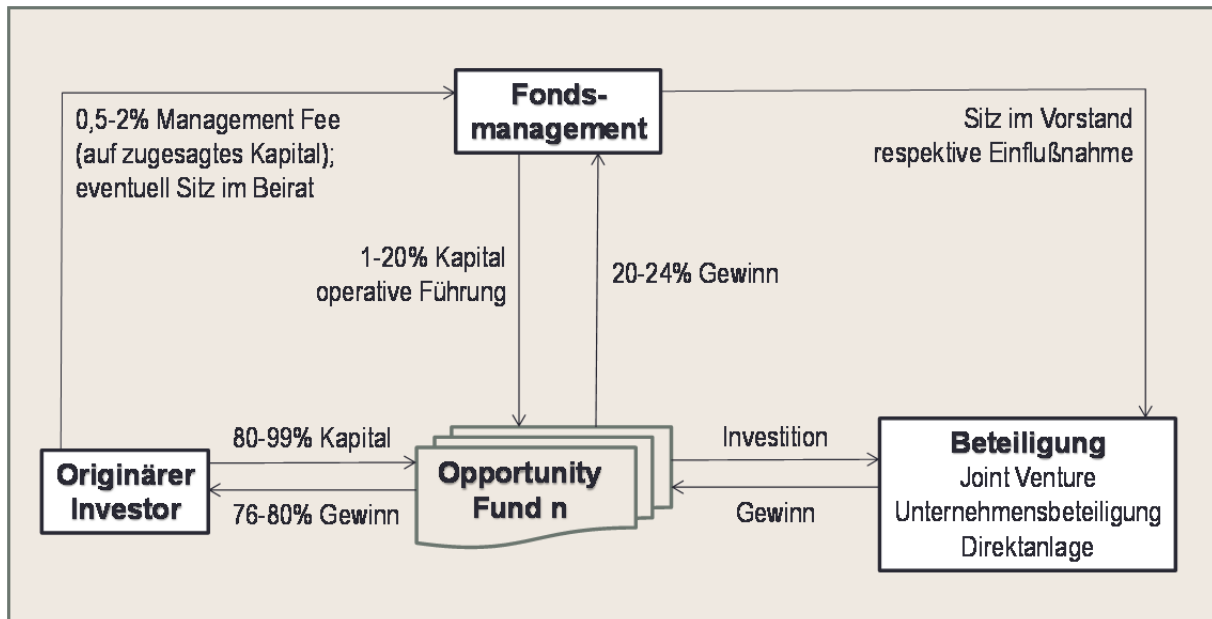 Fonds-
management
0,5-2% Management Fee
(auf zugesagtes Kapital);
eventuell Sitz im Beirat
Sitz im Vorstand
respektive Einflußnahme
1-20% Kapital
operative Führung
20-24% Gewinn
80-99% Kapital
Originärer
Investor
76-80% Gewinn
Opportunity
Fund n
Investition
Gewinn
Beteiligung
Joint Venture
Unternehmensbeteiligung
Direktanlage